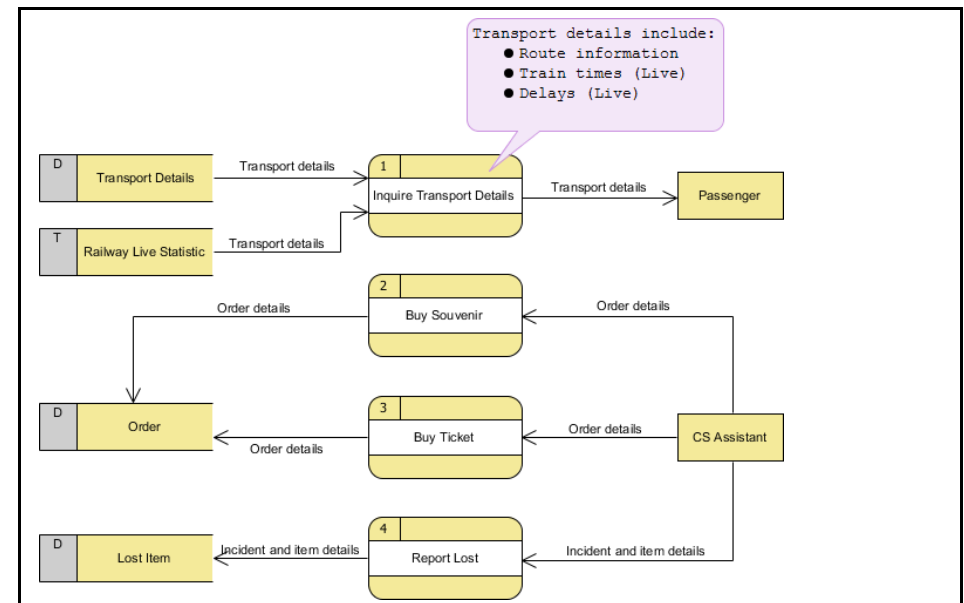 Transport details include:
● Route information
● Train times (Live)
● Delays (Live)
D
Transport Details
Transport details
1
Inquire Transport Details
Transport details
Passenger
T
Railway Live Statistic
Transport details
2
Buy Souvenir
Order details
Order details
D
Order
3
Buy Ticket
Order details
Order details
CS Assistant
D
Lost Item
Incident and item details
4
Report Lost
Incident and item details